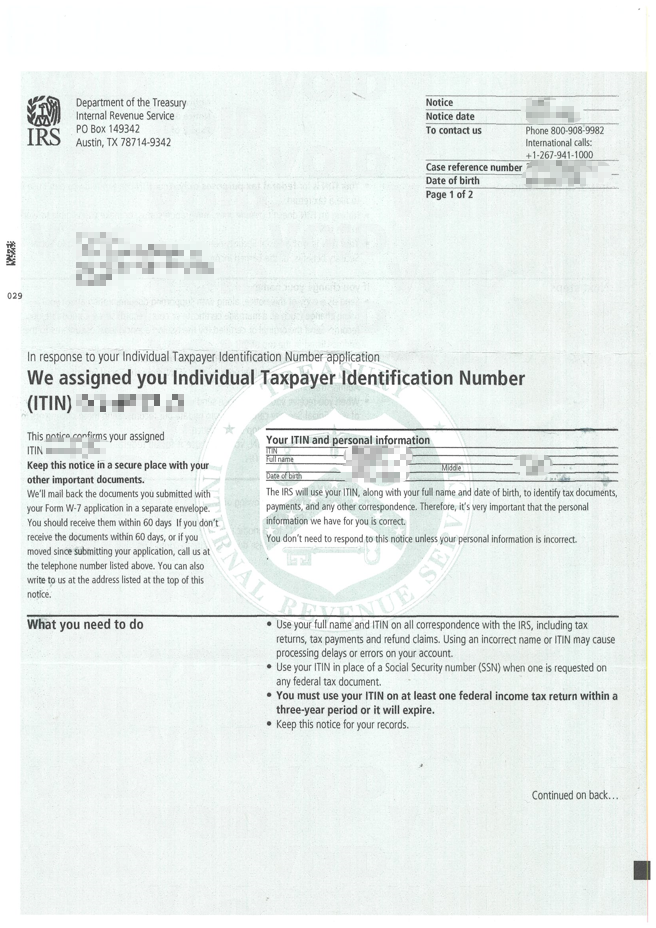 IRS
Department of the Treasury
Internal Revenue Service
PO Box 149342
Austin, TX 78714-9342
Notice
Notice date
To contact us Phone 800-908-9982
International calls:
+1-267-941-1000
Case reference number
Date of birth
Page 1 of 2
029
In response to your Individual Taxpayer Identification Number application
We assigned you Individual Taxpayer Identification Number
(ITIN)
This notice confirms your assigned
ITIN
Keep this notice in a secure place with your
other important documents.
We'll mail back the documents you submitted with
your Form W-7 application in a separate envelope.
You should receive them within 60 days If you don't
receive the documents within 60 days, or if you
moved since submitting your application, call us at
the telephone number listed above. You can also
write to us at the address listed at the top of this
notice.
Your ITIN and personal information
ITIN
Full name
Middle
Date of birth
The IRS will use your ITIN, along with your full name and date of birth, to identify tax documents,
payments, and any other correspondence. Therefore, it's very important that the personal
information we have for you is correct.
You don't need to respond to this notice unless your personal information is incorrect.
TREASURY
INTERNAL REVENUE SERVICE
What you need to do
• Use your full name and ITIN on all correspondence with the IRS, including tax
returns, tax payments and refund claims. Using an incorrect name or ITIN may cause
processing delays or errors on your account.
• Use your ITIN in place of a Social Security number (SSN) when one is requested on
any federal tax document.
• You must use your ITIN on at least one federal income tax return within a
three-year period or it will expire.
• Keep this notice for your records.
Continued on back...